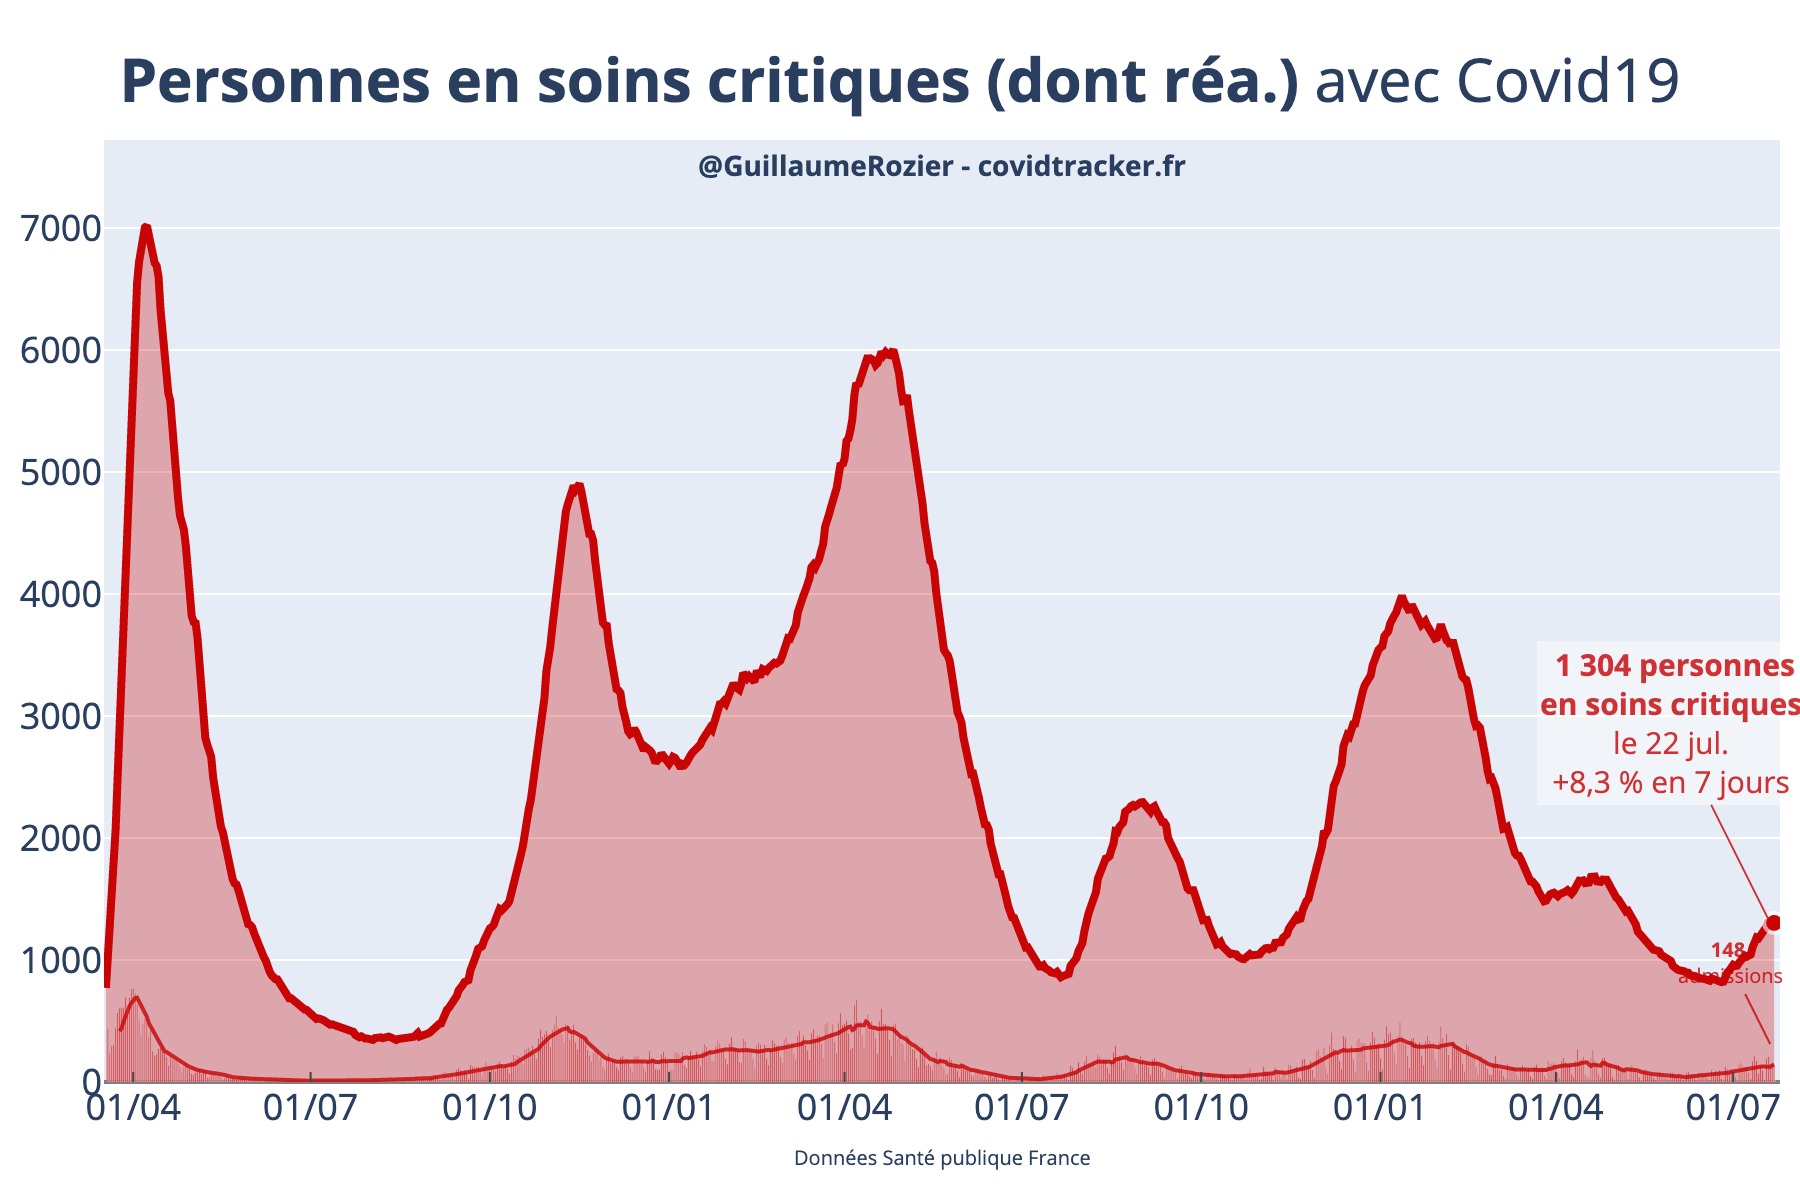 Personnes en soins critiques (dont réa.) avec Covid19
@GuillaumeRozier - covidtracker.fr
7000
6000
5000
4000
3000
2000
1000
0
1 304 personnes
en soins critiques
le 22 jul.
+8,3 % en 7 jours
148
admissions
01/04 01/07 01/10 01/01 01/04 01/07 01/10 01/01 01/04 01/07
Données Santé publique France